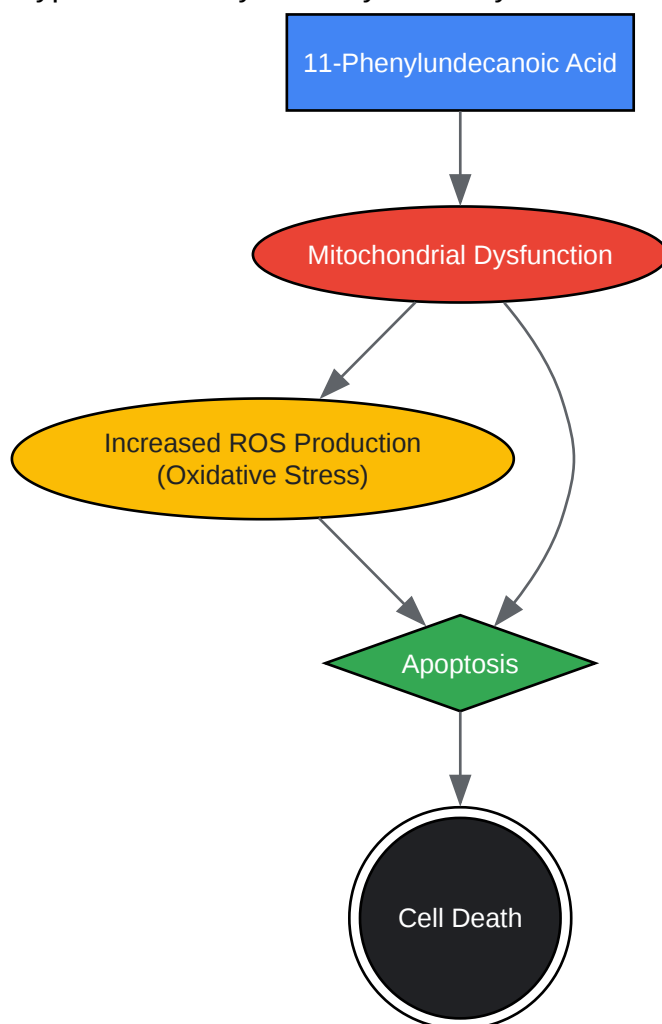 11-Phenylundecanoic Acid
Mitochondrial Dysfunction
Increased ROS Production
(Oxidative Stress)
Apoptosis
Cell Death